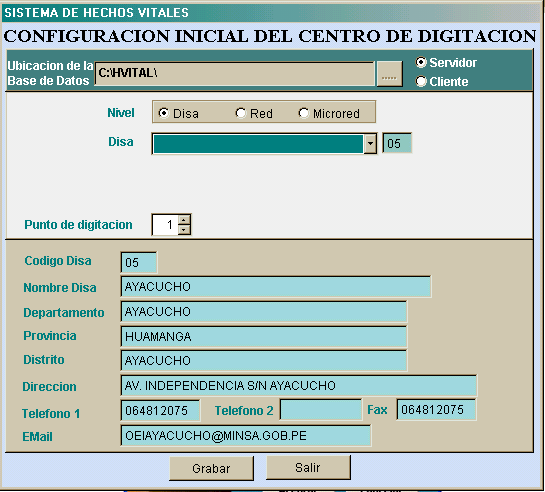 SISTEMA DE HECHOS VITALES
CONFIGURACION INICIAL DEL CENTRO DE DIGITACION
Ubicacion de la
Base de Datos C:\HVITAL\ ..... Servidor
Cliente
Nivel Disa Red Microred
Disa 05
Punto de digitacion 1
Codigo Disa 05
Nombre Disa AYACUCHO
Departamento AYACUCHO
Provincia HUAMANGA
Distrito AYACUCHO
Direccion AV. INDEPENDENCIA S/N AYACUCHO
Telefono 1 064812075 Telefono 2 Fax 064812075
EMail OEIAYACUCHO@MINSA.GOB.PE
Grabar Salir